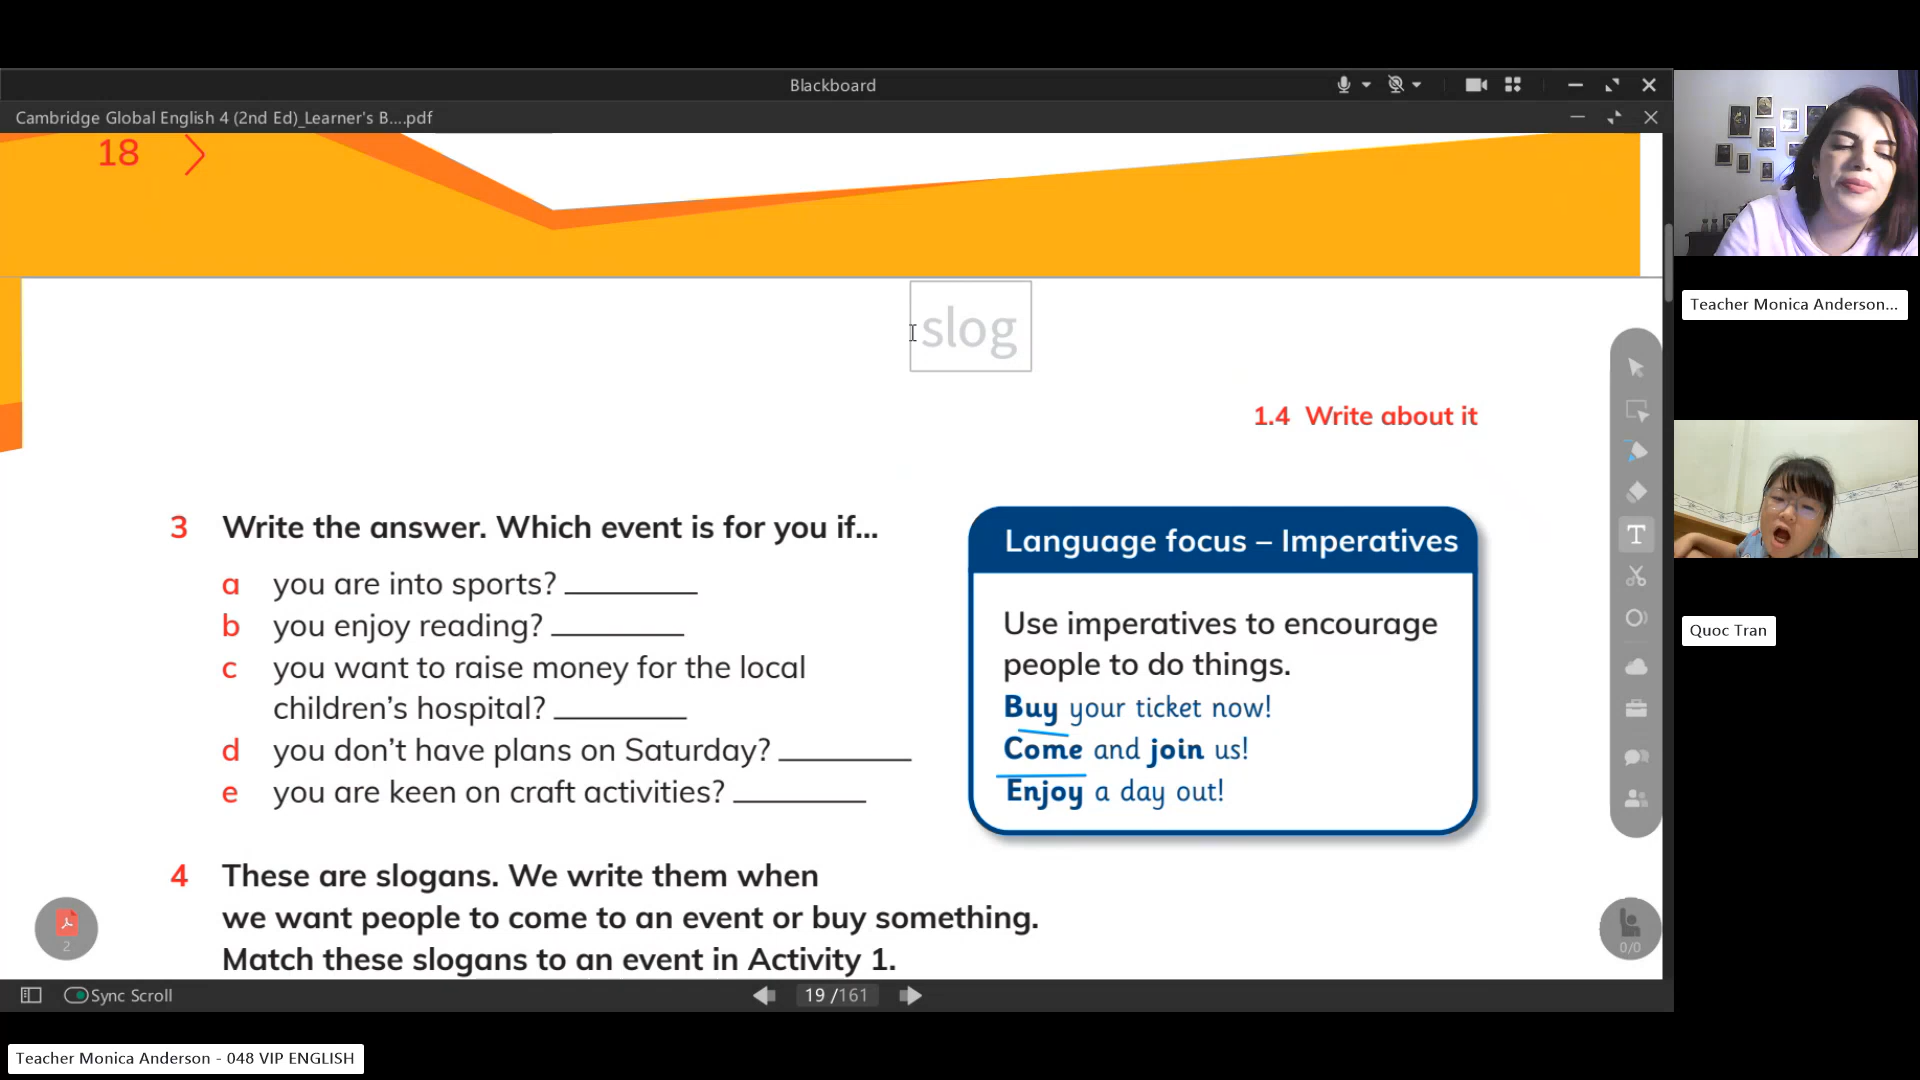 Blackboard
Cambridge Global English 4 (2nd Ed)_Learner's B....pdf
18
slog
1.4 Write about it
3 Write the answer. Which event is for you if...
a you are into sports? ________
b you enjoy reading? ________
c you want to raise money for the local
children's hospital? ________
d you don't have plans on Saturday? ________
e you are keen on craft activities? ________
Language focus – Imperatives
Use imperatives to encourage
people to do things.
Buy your ticket now!
Come and join us!
Enjoy a day out!
4 These are slogans. We write them when
we want people to come to an event or buy something.
Match these slogans to an event in Activity 1.
2
0/0
T
Sync Scroll
19 /161
Teacher Monica Anderson...
Quoc Tran
Teacher Monica Anderson - 048 VIP ENGLISH